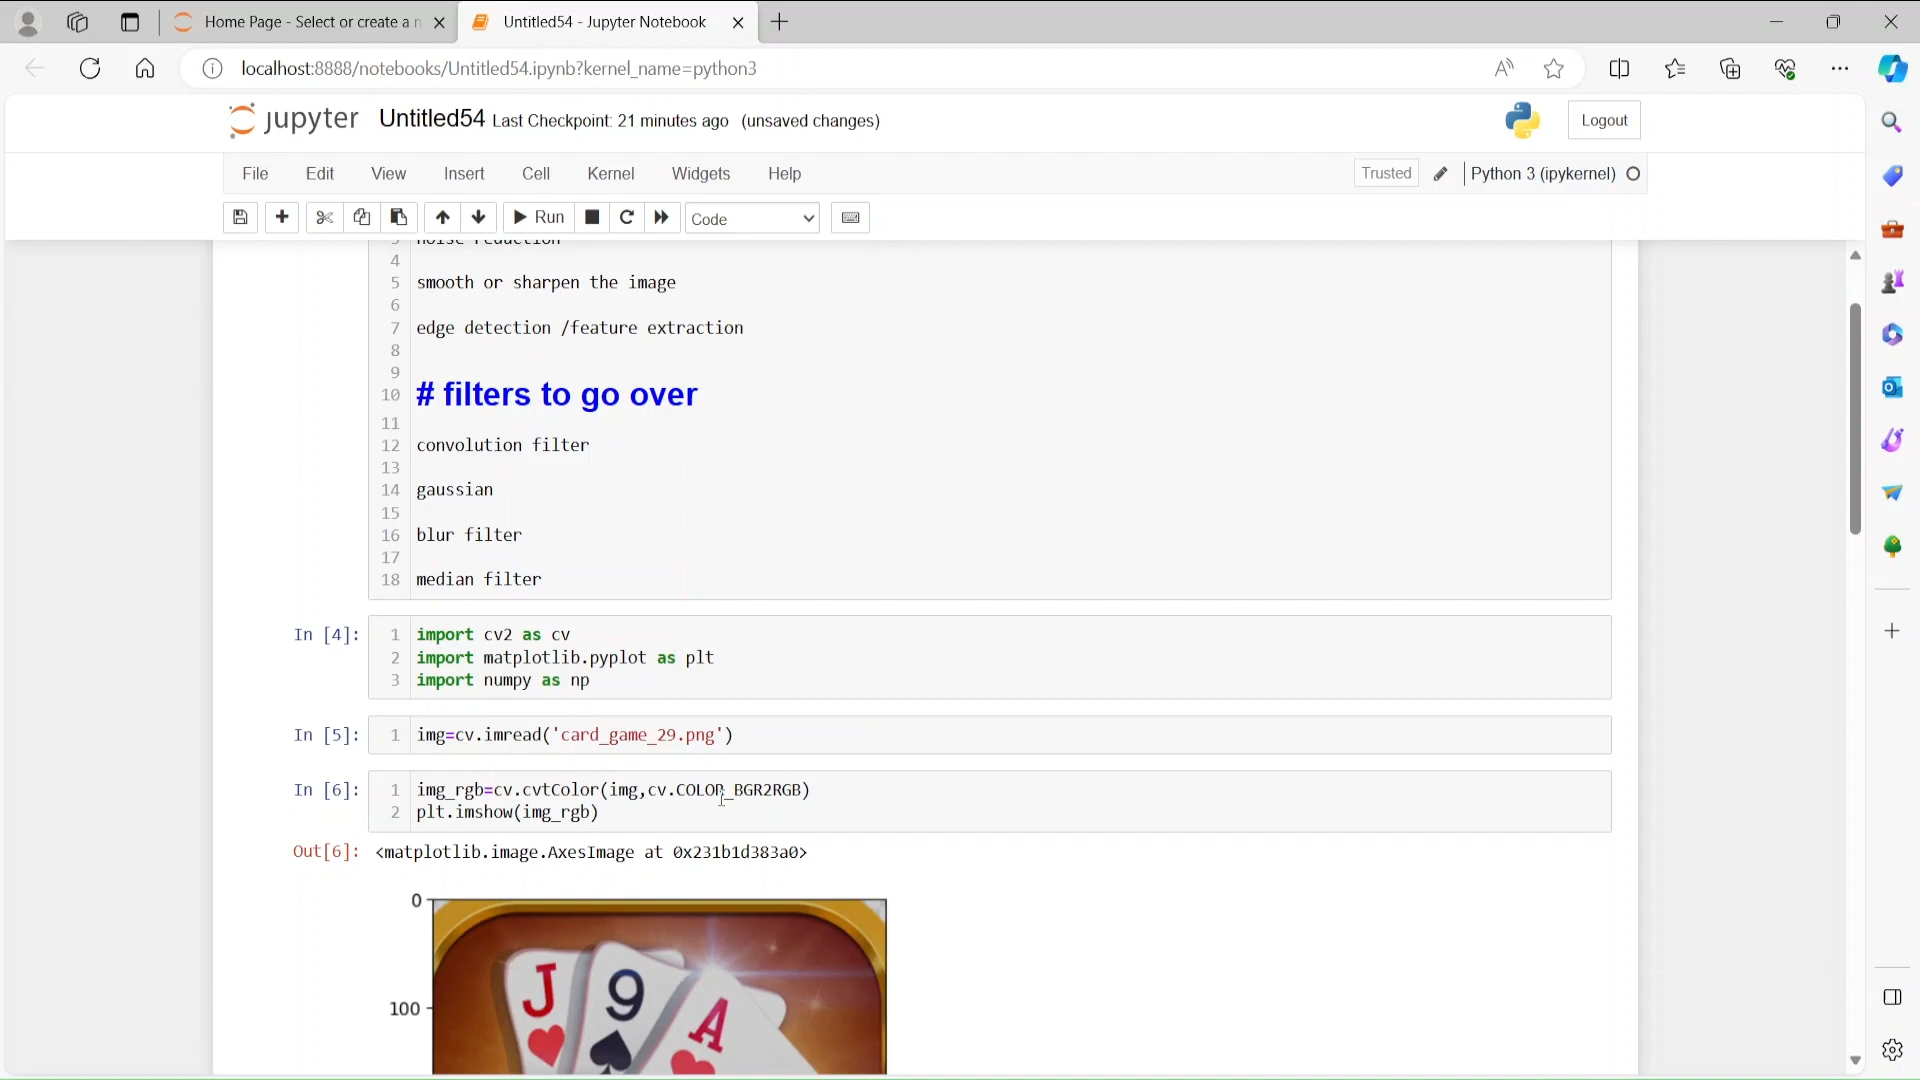 Home Page - Select or create a n
Untitled54 - Jupyter Notebook
localhost:8888/notebooks/Untitled54.ipynb?kernel_name=python3
jupyter Untitled54 Last Checkpoint: 21 minutes ago (unsaved changes)
Logout
File Edit View Insert Cell Kernel Widgets Help
Trusted Python 3 (ipykernel)
Run Code
3 noise reduction
4
5 smooth or sharpen the image
6
7 edge detection /feature extraction
8
9
10 # filters to go over
11
12 convolution filter
13
14 gaussian
15
16 blur filter
17
18 median filter
In [4]: 1 import cv2 as cv
2 import matplotlib.pyplot as plt
3 import numpy as np
In [5]: 1 img=cv.imread('card_game_29.png')
In [6]: 1 img_rgb=cv.cvtColor(img,cv.COLOR_BGR2RGB)
2 plt.imshow(img_rgb)
Out[6]: <matplotlib.image.AxesImage at 0x231b1d383a0>
0
J 9 A
100